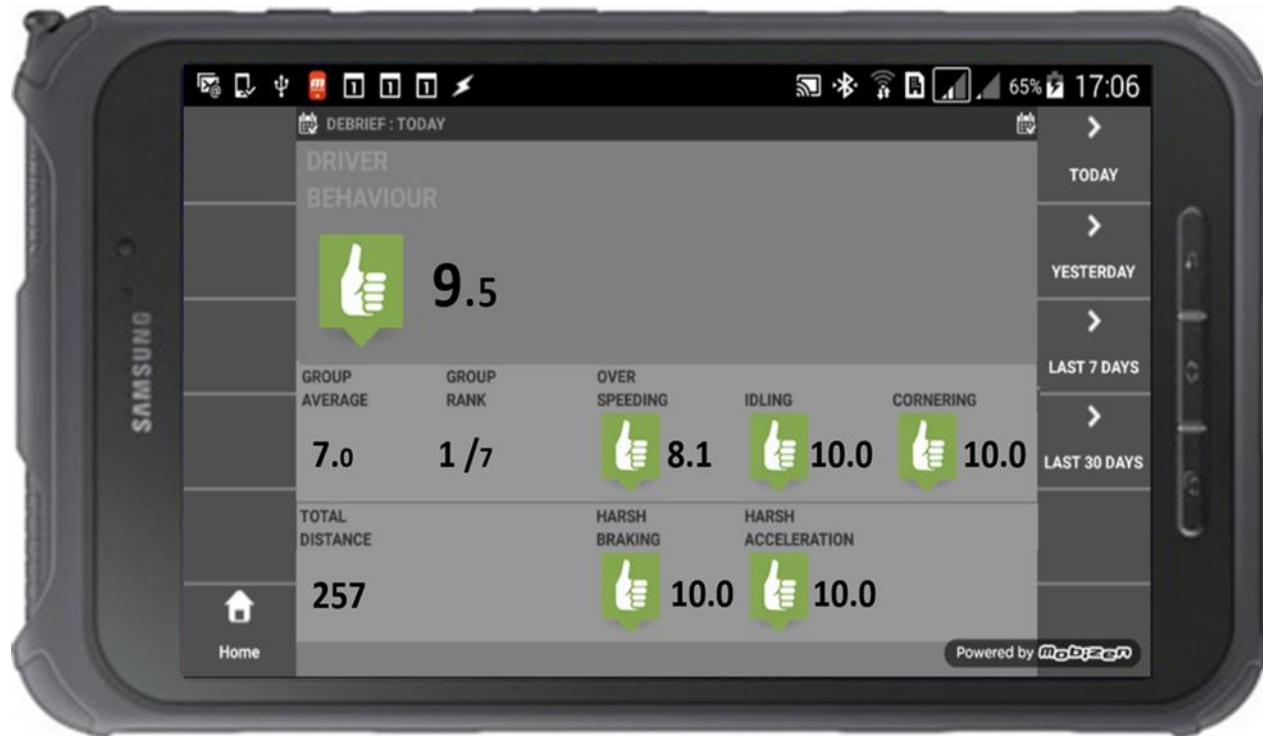 65% 17:06
DEBRIEF : TODAY
DRIVER
BEHAVIOUR
9.5
GROUP
AVERAGE
7.0
GROUP
RANK
1 /7
OVER
SPEEDING
8.1
IDLING
10.0
CORNERING
10.0
TOTAL
DISTANCE
257
HARSH
BRAKING
10.0
HARSH
ACCELERATION
10.0
TODAY
YESTERDAY
LAST 7 DAYS
LAST 30 DAYS
Home
Powered by Mobizen
SAMSUNG